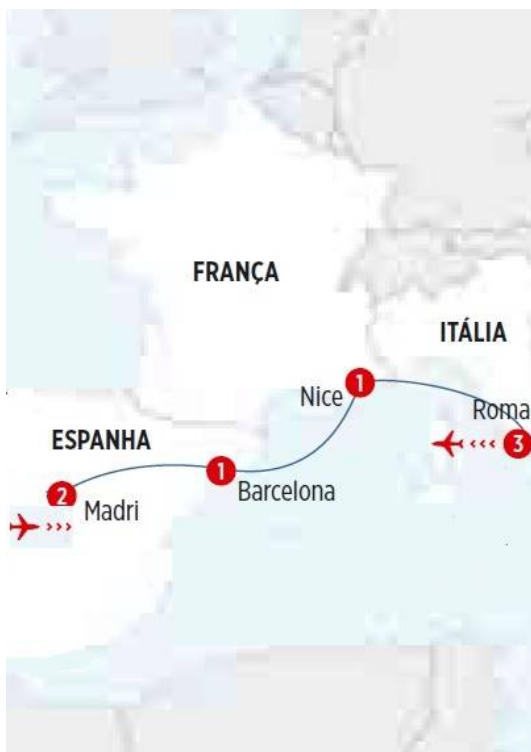 FRANÇA
ITÁLIA
1
Nice
Roma
3
ESPANHA
1
Barcelona
2
Madri